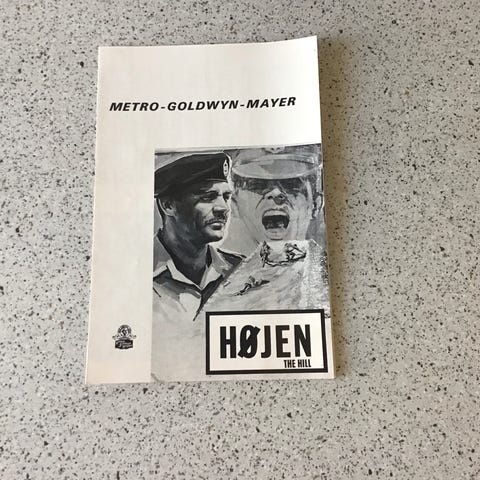 METRO-GOLDWYN-MAYER
HØJEN
THE HILL